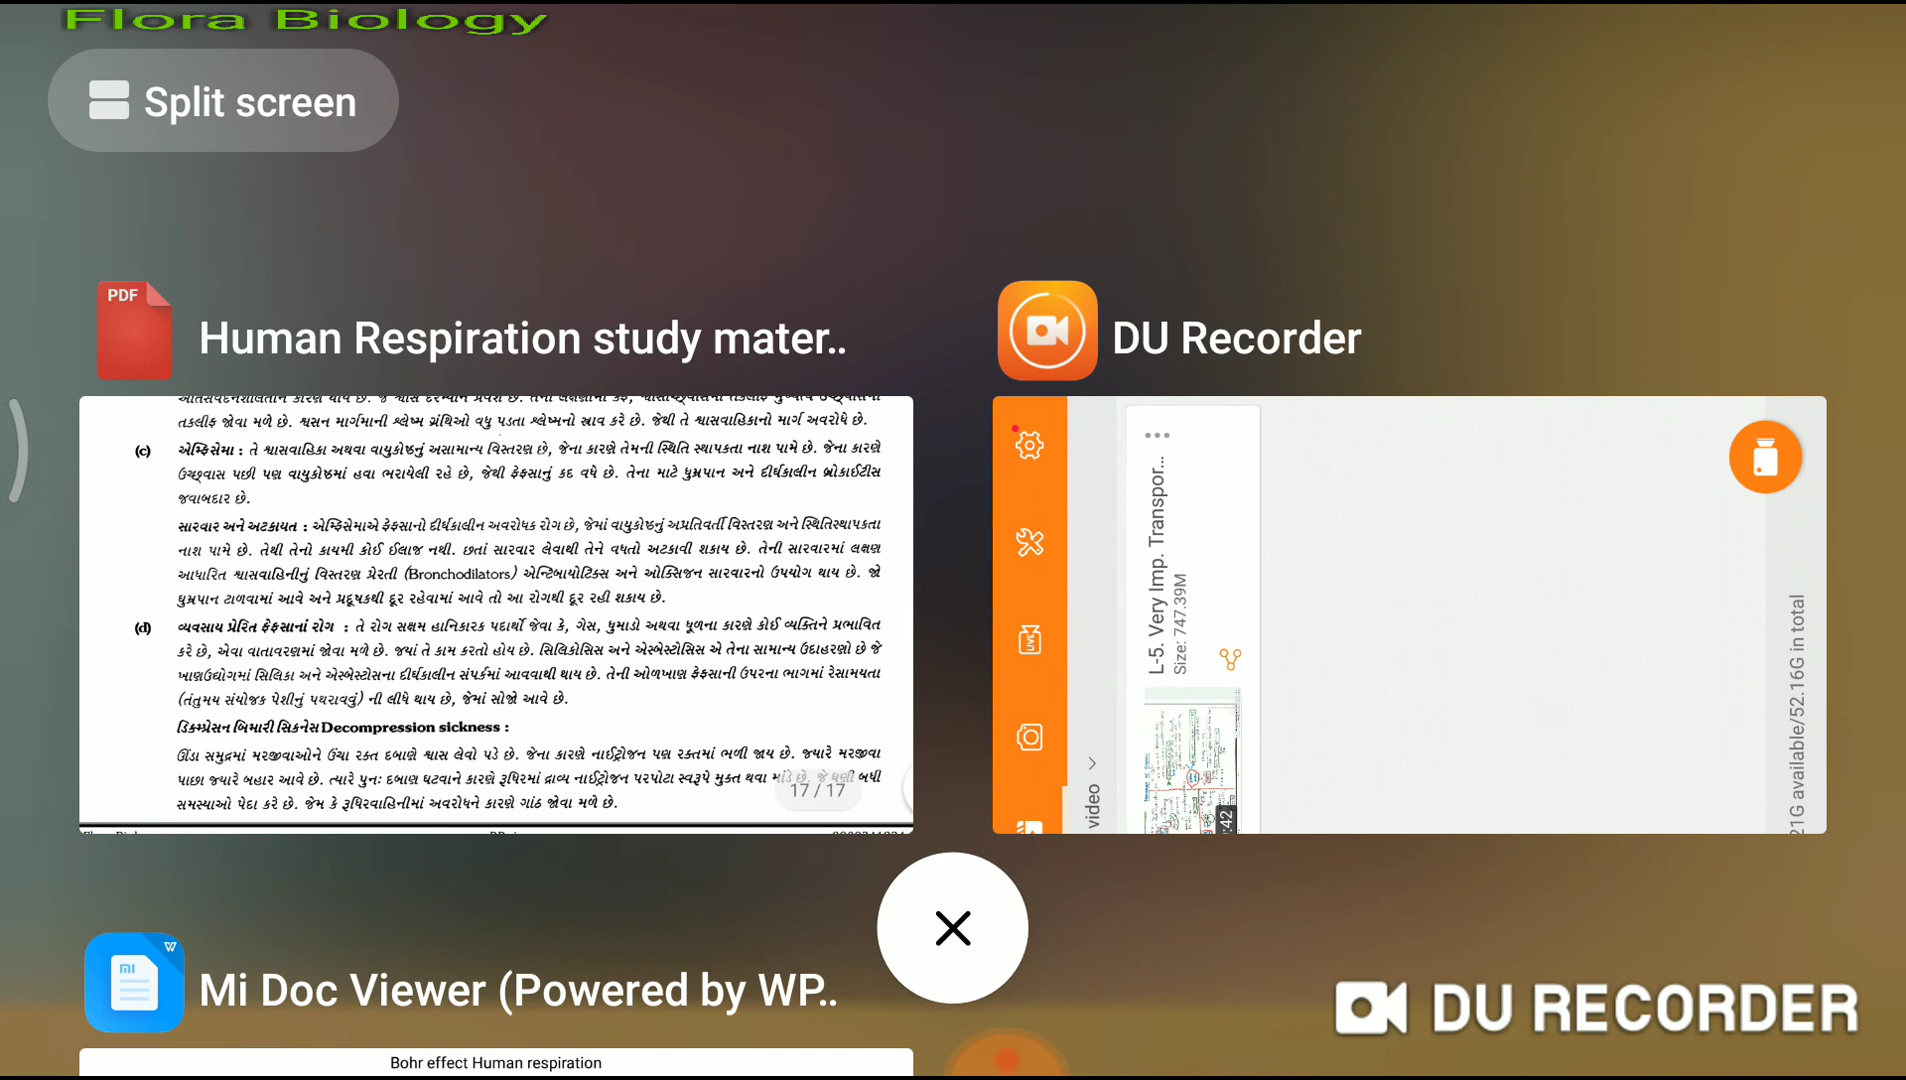 Flora Biology
Split screen
PDF
Human Respiration study mater..
તકલીફ જોવા મળે છે. શ્વસન માર્ગમાની શ્લેષ્મ ગ્રંથિઓ વધુ પડતા શ્લેષ્મનો સ્રાવ કરે છે. જેથી તે શ્વાસવાહિકાનો માર્ગ અવરોધે છે.
(c) એમ્ફિસેમા : તે શ્વાસવાહિકા અથવા વાયુકોષ્ઠનું અસામાન્ય વિસ્તરણ છે, જેના કારણે તેમની સ્થિતિ સ્થાપકતા નાશ પામે છે. જેના કારણે
ઉચ્છ્વાસ પછી પણ વાયુકોષ્ઠમાં હવા ભરાયેલી રહે છે, જેથી ફેફસાનું કદ વધે છે. તેના માટે ધુમ્રપાન અને દીર્ઘકાલીન બ્રોકાઈટીસ
જવાબદાર છે.
સારવાર અને અટકાયત : એમ્ફિસેમાએ ફેફસાનો દીર્ઘકાલીન અવરોધક રોગ છે, જેમાં વાયુકોષ્ઠનું અપ્રતિવર્તી વિસ્તરણ અને સ્થિતિસ્થાપકતા
નાશ પામે છે. તેથી તેનો કાયમી કોઈ ઈલાજ નથી. છતાં સારવાર લેવાથી તેને વધતો અટકાવી શકાય છે. તેની સારવારમાં લક્ષણ
આધારિત શ્વાસવાહિનીનું વિસ્તરણ પ્રેરતી (Bronchodilators) એન્ટિબાયોટિક્સ અને ઓક્સિજન સારવારનો ઉપયોગ થાય છે. જો
ધુમ્રપાન ટાળવામાં આવે અને પ્રદૂષકથી દૂર રહેવામાં આવે તો આ રોગથી દૂર રહી શકાય છે.
(d) વ્યવસાય પ્રેરિત ફેફસાનાં રોગ : તે રોગ સક્ષમ હાનિકારક પદાર્થો જેવા કે, ગેસ, ધુમાડો અથવા ધૂળના કારણે કોઈ વ્યક્તિને પ્રભાવિત
કરે છે, એવા વાતાવરણમાં જોવા મળે છે. જયાં તે કામ કરતો હોય છે. સિલિકોસિસ અને એસ્બેસ્ટોસિસ એ તેના સામાન્ય ઉદાહરણો છે જે
ખાણઉદ્યોગમાં સિલિકા અને એસ્બેસ્ટોસના દીર્ઘકાલીન સંપર્કમાં આવવાથી થાય છે. તેની ઓળખાણ ફેફસાની ઉપરના ભાગમાં રેસામયતા
(તંતુમય સંયોજક પેશીનું પથરાવવું) ની લીધે થાય છે, જેમાં સોજો આવે છે.
ડિકમ્પ્રેસન બિમારી સિકનેસ Decompression sickness :
ઊંડા સમુદ્રમાં મરજીવાઓને ઉંચા રક્ત દબાણે શ્વાસ લેવો પડે છે. જેના કારણે નાઈટ્રોજન પણ રક્તમાં ભળી જાય છે. જ્યારે મરજીવા
પાછા જ્યારે બહાર આવે છે. ત્યારે પુનઃ દબાણ ઘટવાને કારણે રૂધિરમાં દ્રાવ્ય નાઈટ્રોજન પરપોટા સ્વરૂપે મુક્ત થવા માંડે છે. જે ઘણી બધી
સમસ્યાઓ પેદા કરે છે. જેમ કે રૂધિરવાહિનીમાં અવરોધને કારણે ગાંઠ જોવા મળે છે.
17 / 17
DU Recorder
LIVE
video
L-5. Very Imp. Transpor...
Size: 747.39M
:42
21G available/52.16G in total
Mi Doc Viewer (Powered by WP..
Bohr effect Human respiration
DU RECORDER